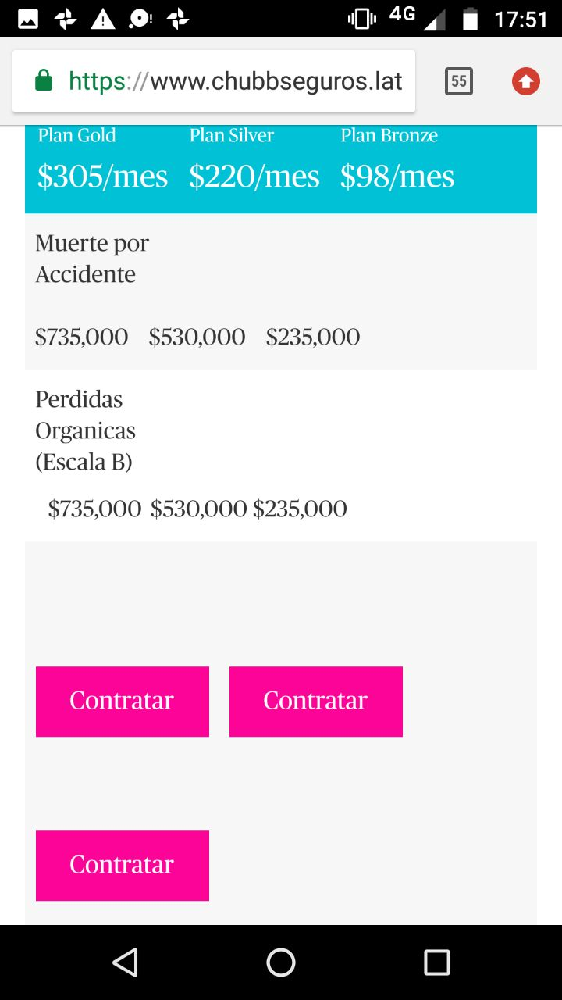 4G 17:51
https://www.chubbseguros.lat
55
Plan Gold Plan Silver Plan Bronze
$305/mes $220/mes $98/mes
Muerte por
Accidente
$735,000 $530,000 $235,000
Perdidas
Organicas
(Escala B)
$735,000 $530,000 $235,000
Contratar Contratar
Contratar